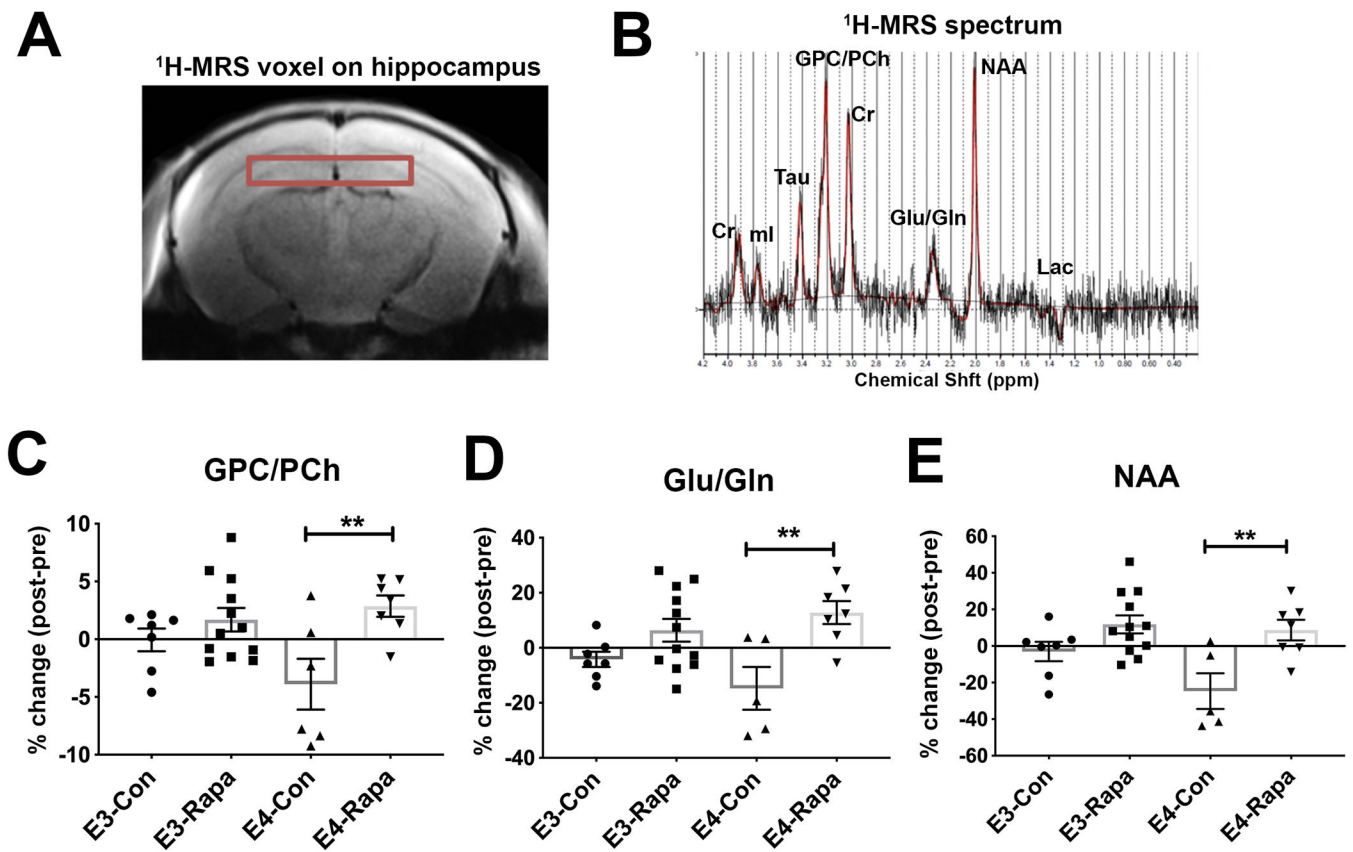 A
¹H-MRS voxel on hippocampus
B
¹H-MRS spectrum
GPC/PCh
NAA
Cr
Tau
Glu/Gln
Cr
mI
Lac
4.2 4.0 3.8 3.6 3.4 3.2 3.0 2.8 2.6 2.4 2.2 2.0 1.8 1.6 1.4 1.2 1.0 0.80 0.60 0.40
Chemical Shft (ppm)
C
GPC/PCh
% change (post-pre)
10
5
0
-5
-10
**
E3-Con
E3-Rapa
E4-Con
E4-Rapa
D
Glu/Gln
% change (post-pre)
40
20
0
-20
-40
**
E3-Con
E3-Rapa
E4-Con
E4-Rapa
E
NAA
% change (post-pre)
60
40
20
0
-20
-40
-60
**
E3-Con
E3-Rapa
E4-Con
E4-Rapa